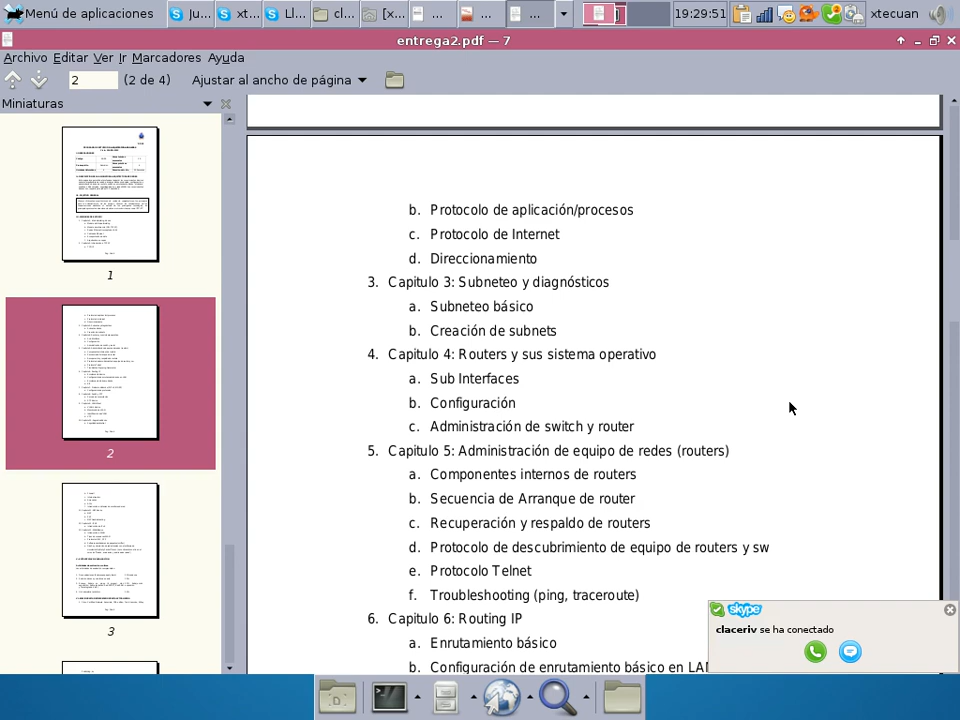 Menú de aplicaciones
Ju...
xt...
Ll...
cl...
[x...
...
...
...
19:29:51
xtecuan
entrega2.pdf — 7
Archivo Editar Ver Ir Marcadores Ayuda
2 (2 de 4) Ajustar al ancho de página
Miniaturas
1
2
3
b. Protocolo de aplicación/procesos
c. Protocolo de Internet
d. Direccionamiento
3. Capitulo 3: Subneteo y diagnósticos
a. Subneteo básico
b. Creación de subnets
4. Capitulo 4: Routers y sus sistema operativo
a. Sub Interfaces
b. Configuración
c. Administración de switch y router
5. Capitulo 5: Administración de equipo de redes (routers)
a. Componentes internos de routers
b. Secuencia de Arranque de router
c. Recuperación y respaldo de routers
d. Protocolo de descubrimiento de equipo de routers y sw
e. Protocolo Telnet
f. Troubleshooting (ping, traceroute)
6. Capitulo 6: Routing IP
a. Enrutamiento básico
b. Configuración de enrutamiento básico en LAN
skype
claceriv se ha conectado